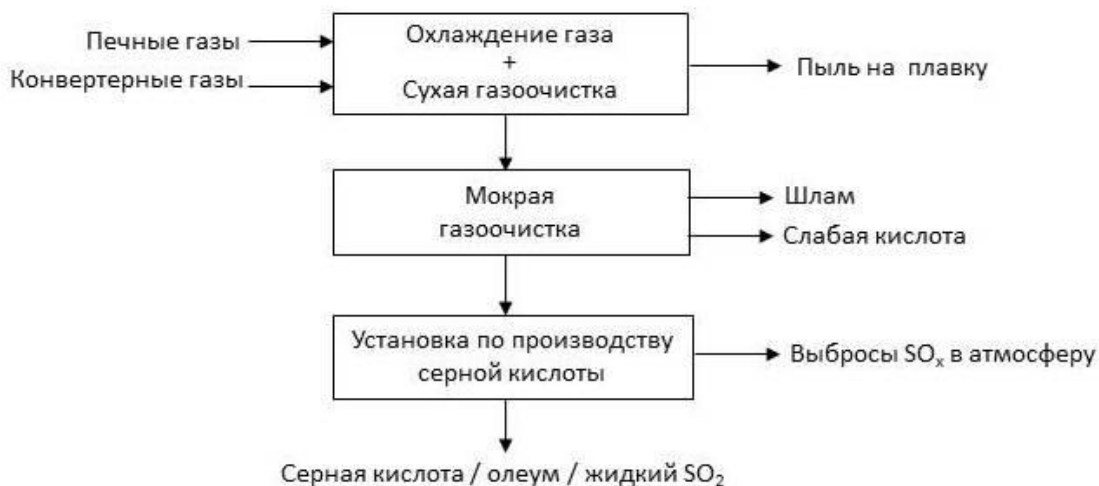 Печные газы
Конвертерные газы
Охлаждение газа
+
Сухая газоочистка
Пыль на плавку
Мокрая
газоочистка
Шлам
Слабая кислота
Установка по производству
серной кислоты
Выбросы SOₓ в атмосферу
Серная кислота / олеум / жидкий SO₂